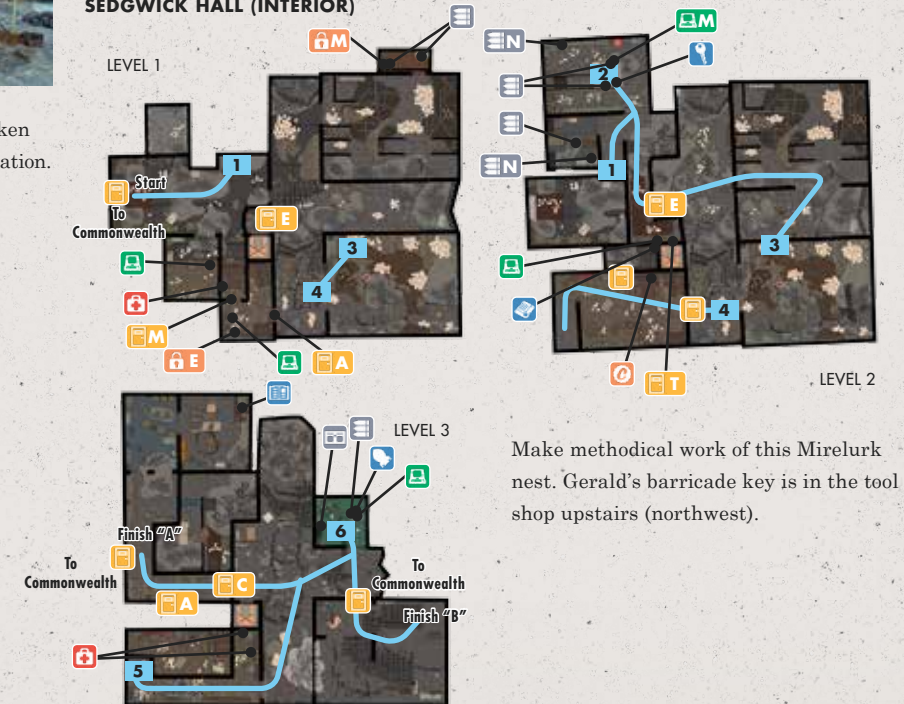 SEDGWICK HALL (INTERIOR)
ken
ation.
LEVEL 1
M
1
Start
To
Commonwealth
E
3
4
M
E
A
M
N
2
N
1
E
3
4
T
LEVEL 2
LEVEL 3
6
Finish "A"
To
Commonwealth
C
A
To
Commonwealth
Finish "B"
5
Make methodical work of this Mirelurk
nest. Gerald's barricade key is in the tool
shop upstairs (northwest).